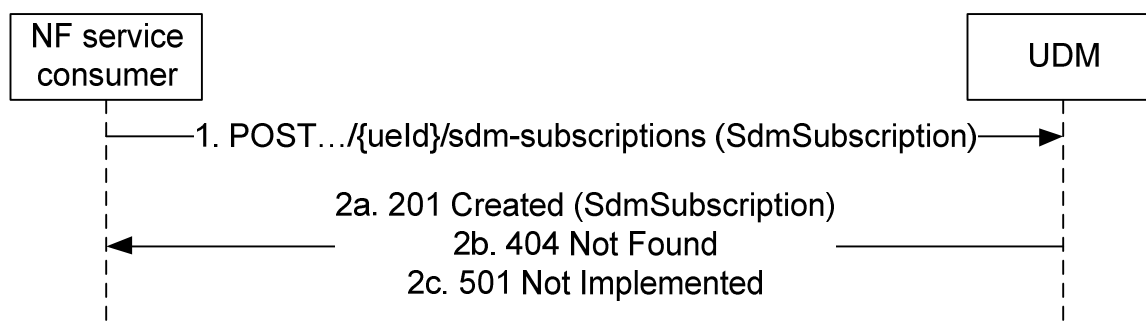 NF service
consumer
UDM
1. POST…/{ueId}/sdm-subscriptions (SdmSubscription)
2a. 201 Created (SdmSubscription)
2b. 404 Not Found
2c. 501 Not Implemented